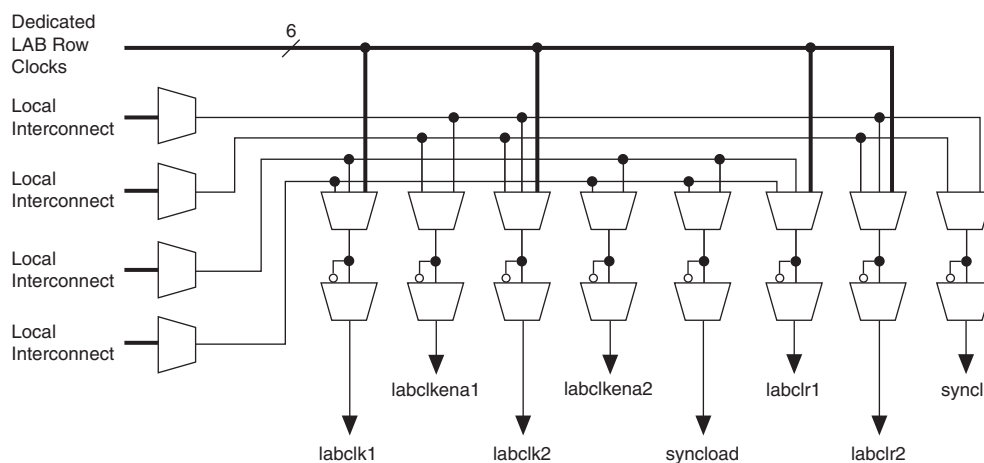 Dedicated
LAB Row
Clocks
6
Local
Interconnect
Local
Interconnect
Local
Interconnect
Local
Interconnect
labclkena1
labclkena2
labclr1
syncl
labclk1
labclk2
syncload
labclr2